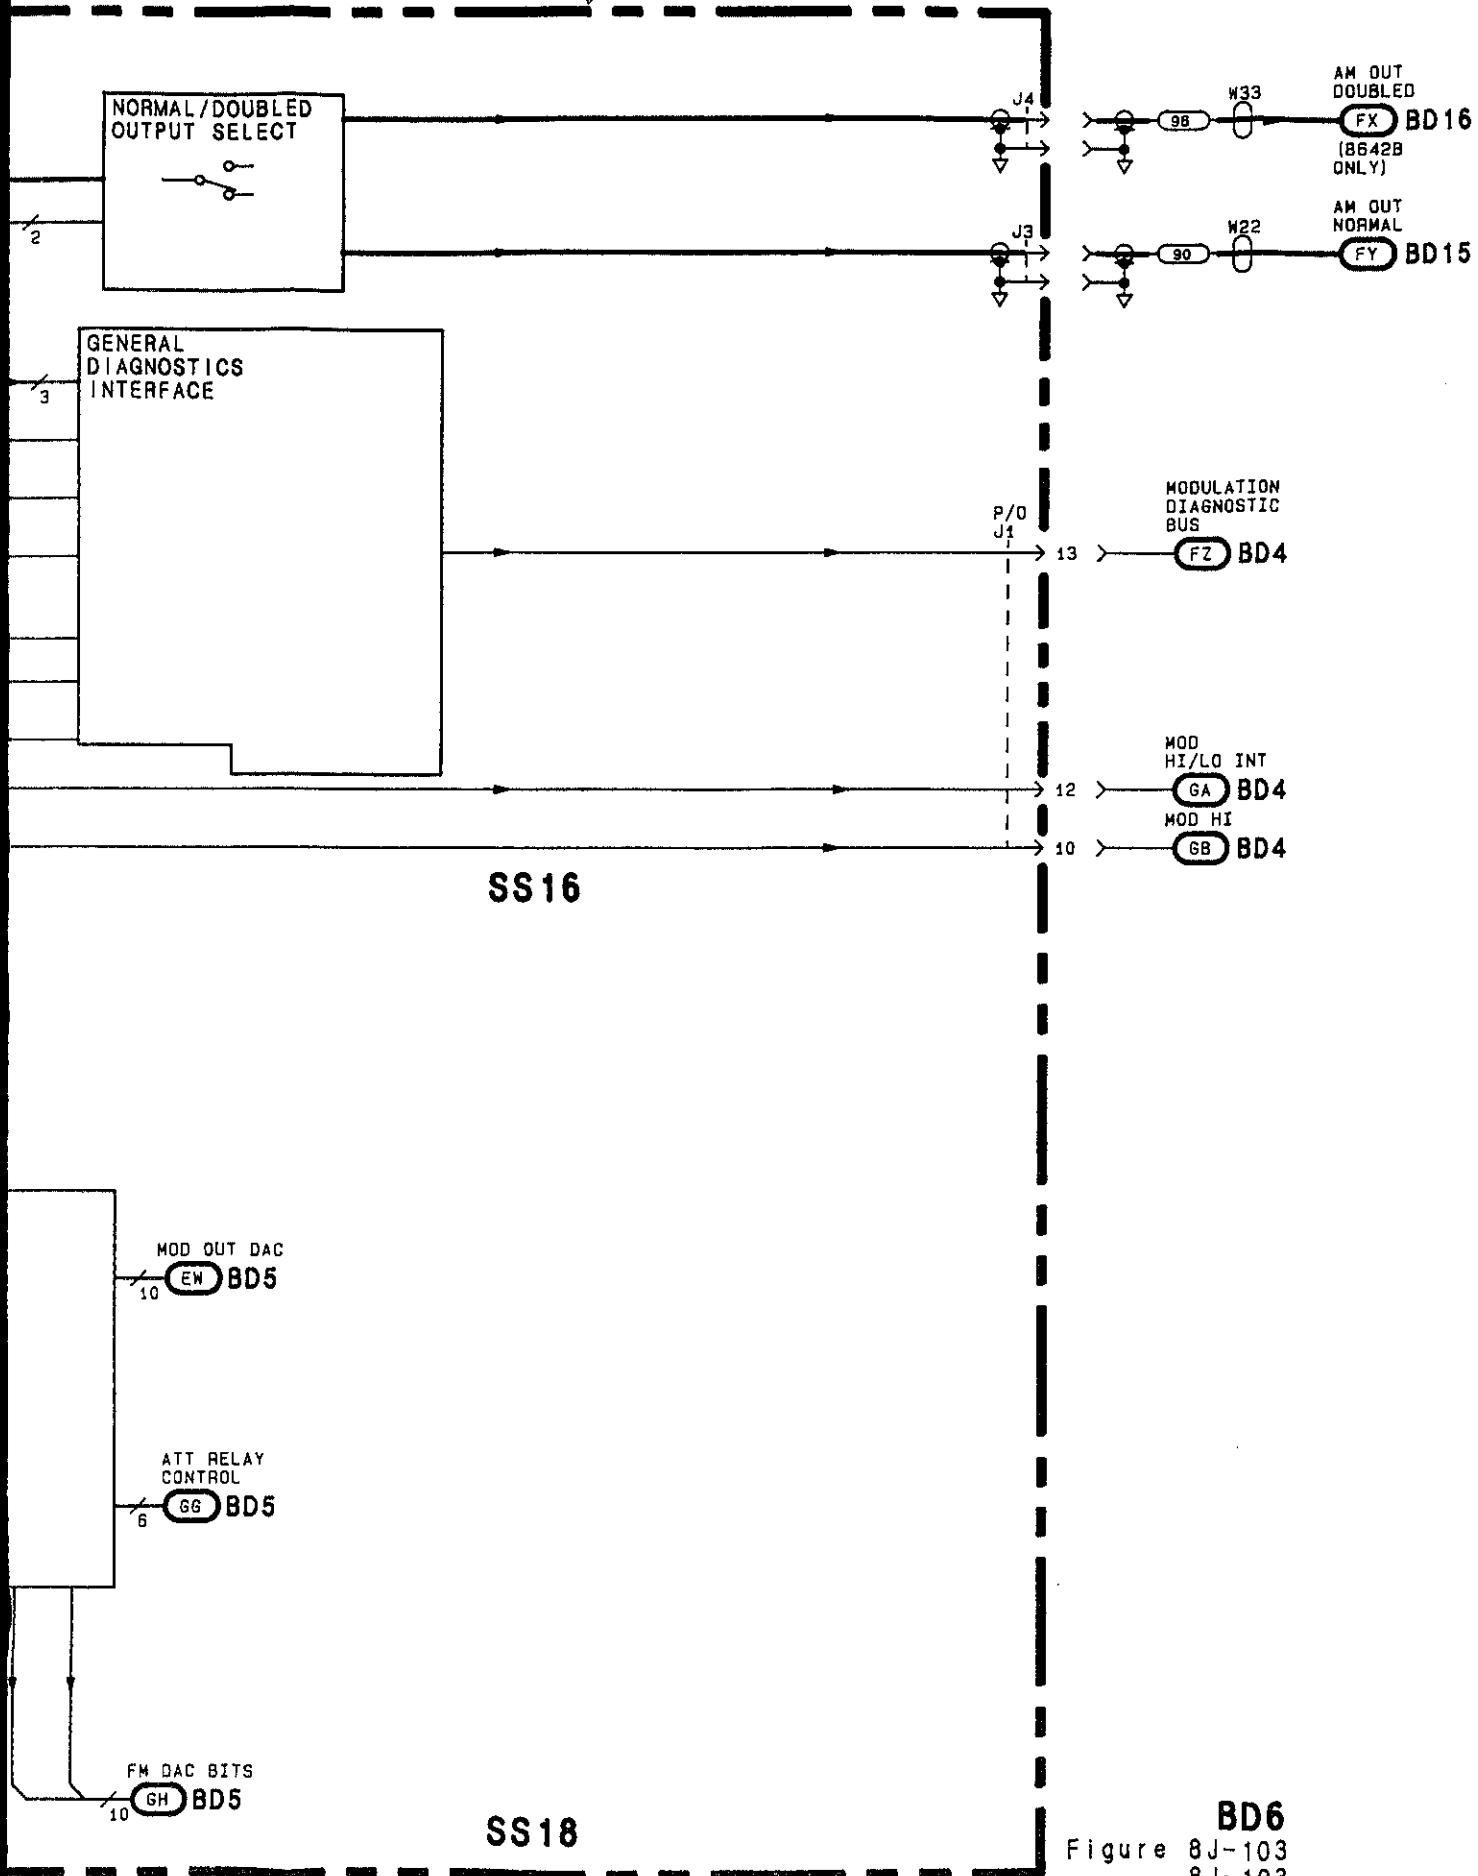 NORMAL/DOUBLED
OUTPUT SELECT
2
J4
W33
AM OUT
DOUBLED
98
FX BD16
(8642B
ONLY)
J3
W22
AM OUT
NORMAL
90
FY BD15
GENERAL
DIAGNOSTICS
INTERFACE
3
P/O
J1
13
MODULATION
DIAGNOSTIC
BUS
FZ BD4
12
MOD
HI/LO INT
GA BD4
10
MOD HI
GB BD4
SS16
MOD OUT DAC
10
EW BD5
ATT RELAY
CONTROL
6
GG BD5
FM DAC BITS
10
GH BD5
SS18
BD6
Figure 8J-103